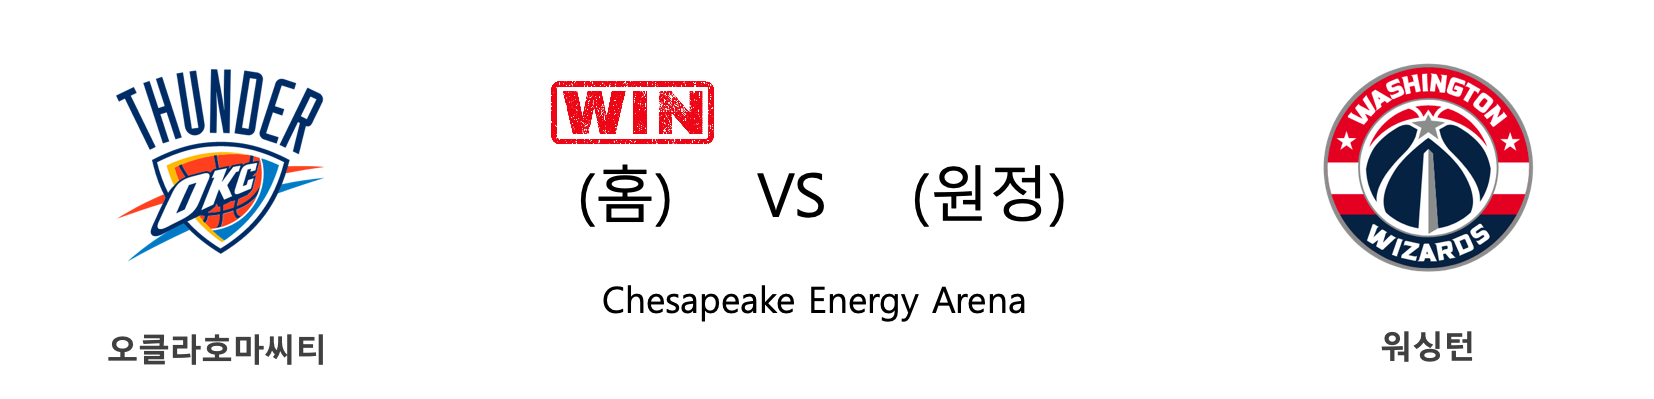 THUNDER
OKC
오클라호마씨티
WIN
(홈) VS (원정)
Chesapeake Energy Arena
WASHINGTON
WIZARDS
워싱턴